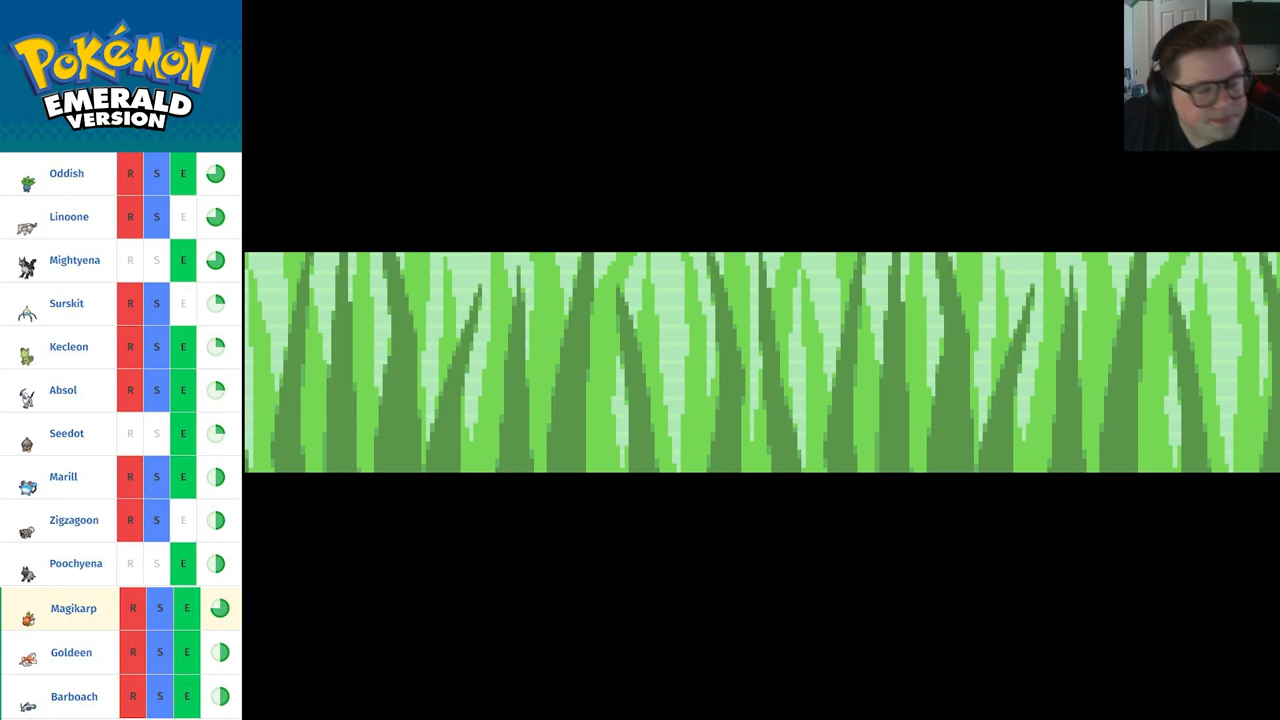 POKéMON
EMERALD
VERSION
Oddish R S E
Linoone R S E
Mightyena R S E
Surskit R S E
Kecleon R S E
Absol R S E
Seedot R S E
Marill R S E
Zigzagoon R S E
Poochyena R S E
Magikarp R S E
Goldeen R S E
Barboach R S E